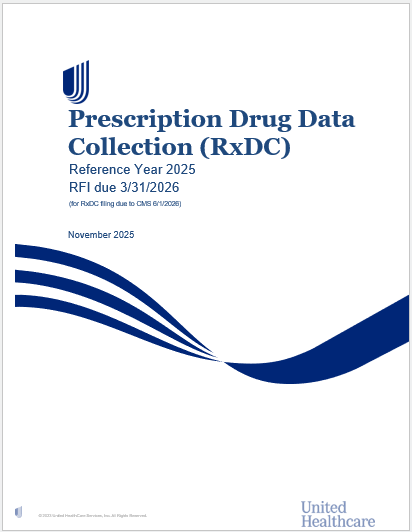 Prescription Drug Data
Collection (RxDC)
Reference Year 2025
RFI due 3/31/2026
(for RxDC filing due to CMS 6/1/2026)
November 2025
© 2025 United HealthCare Services, Inc. All Rights Reserved.
United
Healthcare